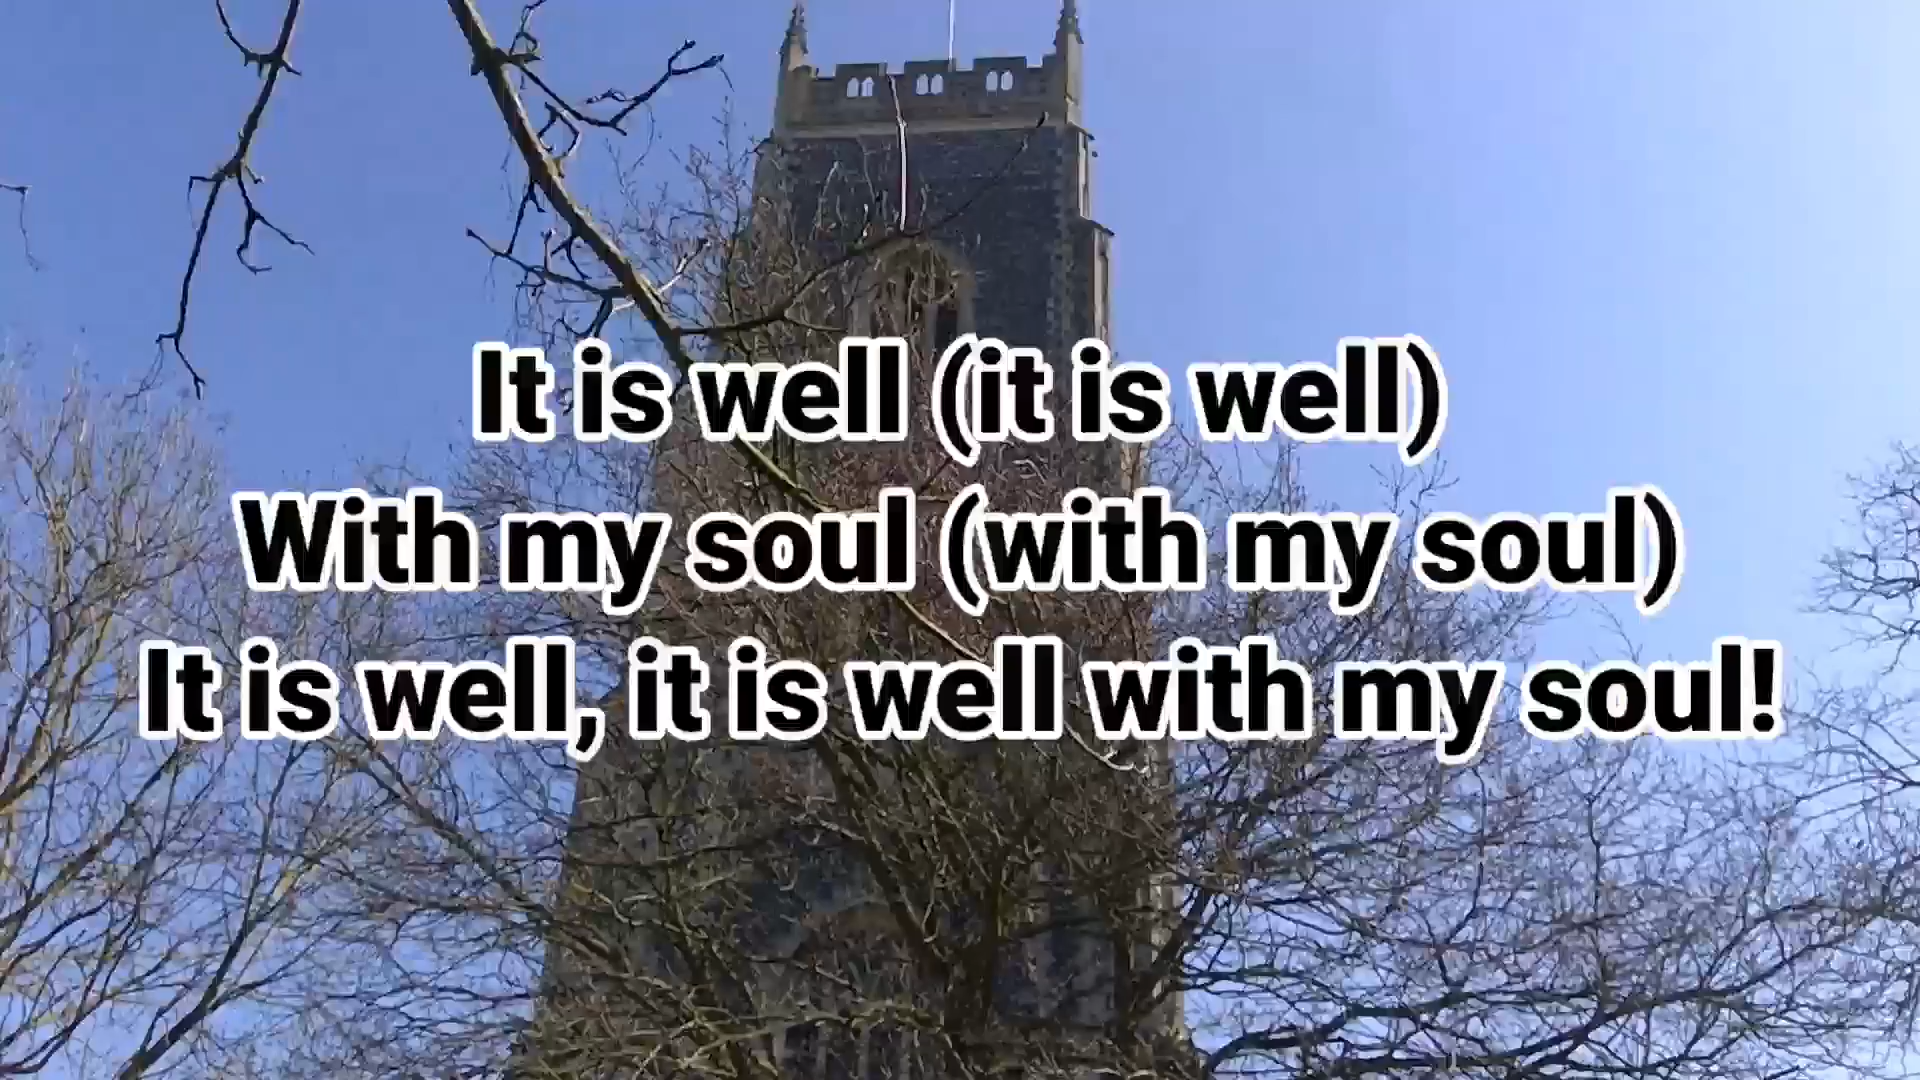 It is well (it is well)
With my soul (with my soul)
It is well, it is well with my soul!